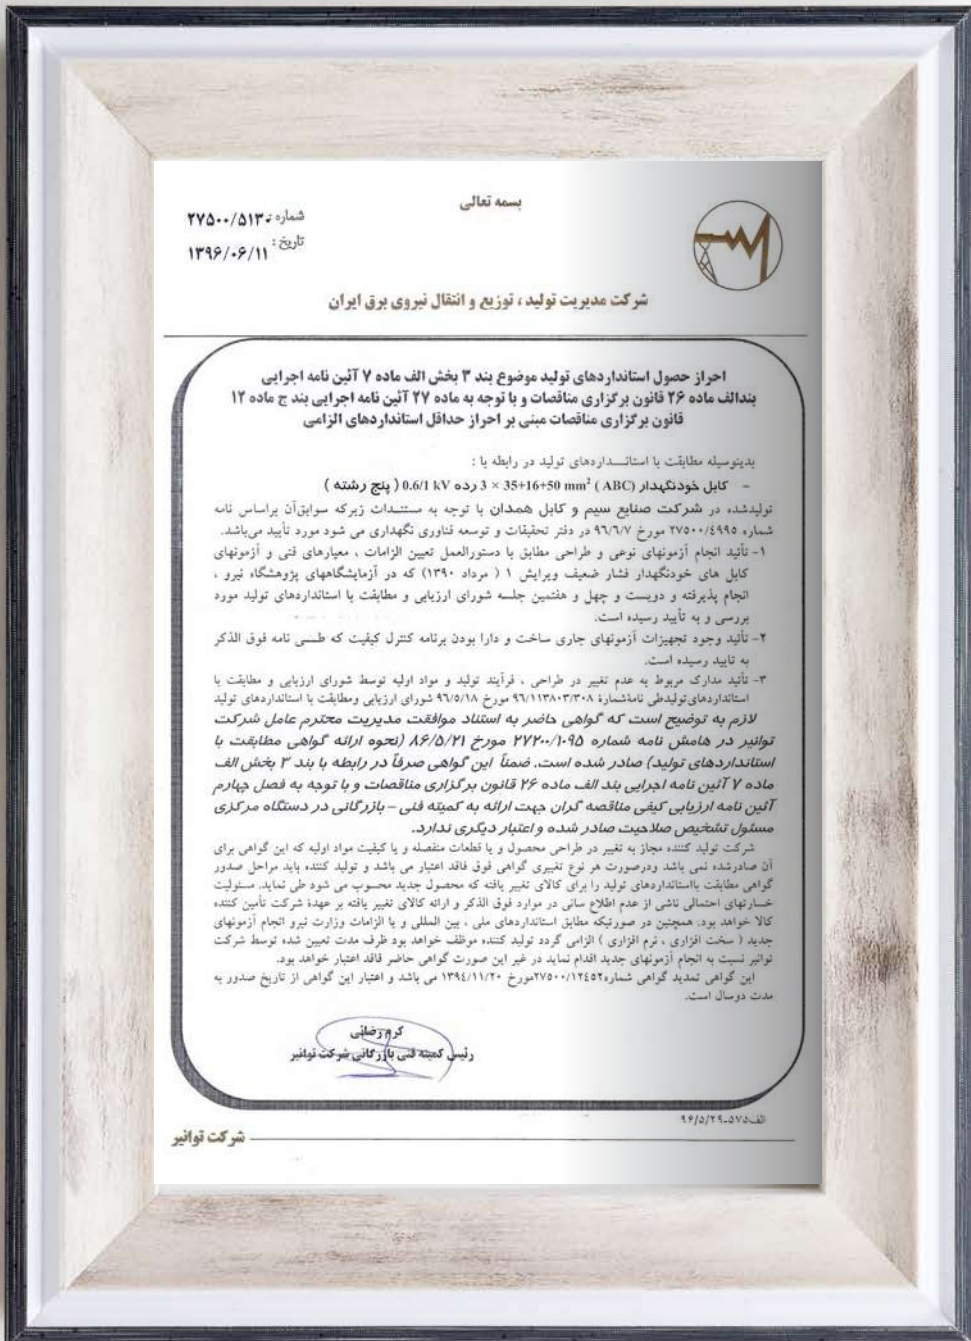 بسمه تعالی
شماره : ۲۷۵۰۰/۵۱۳۰
تاریخ : ۱۳۹۶/۰۶/۱۱
شرکت مدیریت تولید ، توزیع و انتقال نیروی برق ایران
احراز حصول استانداردهای تولید موضوع بند ۳ بخش الف ماده ۷ آئین نامه اجرایی
بندالف ماده ۲۶ قانون برگزاری مناقصات و با توجه به ماده ۲۷ آئین نامه اجرایی بند ج ماده ۱۲
قانون برگزاری مناقصات مبنی بر احراز حداقل استانداردهای الزامی
بدینوسیله مطابقت با استانـــداردهای تولید در رابطه با :
- کابل خودنگهدار (ABC) 3 × 35+16+50 mm² رده 0.6/1 kV ( پنج رشته )
تولیدشده در شرکت صنایع سیم و کابل همدان با توجه به مستنـدات زیرکه سوابق‌آن براساس نامه
شماره ۲۷۵۰۰/٤۹۹۵ مورخ ۹٦/٦/۷ در دفتر تحقیقات و توسعه فناوری نگهداری می شود مورد تأیید می‌باشد.
۱- تأئید انجام آزمونهای نوعی و طراحی مطابق با دستورالعمل تعیین الزامات ، معیارهای فنی و آزمونهای
کابل های خودنگهدار فشار ضعیف ویرایش ۱ ( مرداد ۱۳۹۰) که در آزمایشگاههای پژوهشگاه نیرو ،
انجام پذیرفته و دویست و چهل و هفتمین جلسه شورای ارزیابی و مطابقت با استانداردهای تولید مورد
بررسی و به تأیید رسیده است.
۲- تأئید وجود تجهیزات آزمونهای جاری ساخت و دارا بودن برنامه کنترل کیفیت که طـی نامه فوق الذکر
به تایید رسیده است.
۳- تأئید مدارک مربوط به عدم تغییر در طراحی ، فرآیند تولید و مواد اولیه توسط شورای ارزیابی و مطابقت با
استانداردهای‌تولیدطی نامه‌شمارهٔ ۹٦/۱۱۳۸۰۳/۳۰۸ مورخ ۹٦/۵/۱۸ شورای ارزیابی ومطابقت با استانداردهای تولید
لازم به توضیح است که گواهی حاضر به استناد موافقت مدیریت محترم عامل شرکت
توانیر در هامش نامه شماره ۲۷۲۰۰/۱۰۹۵ مورخ ۸۶/۵/۲۱ (نحوه ارائه گواهی مطابقت با
استانداردهای تولید) صادر شده است. ضمناً این گواهی صرفاً در رابطه با بند ۳ بخش الف
ماده ۷ آئین نامه اجرایی بند الف ماده ۲۶ قانون برگزاری مناقصات و با توجه به فصل چهارم
آئین نامه ارزیابی کیفی مناقصه گران جهت ارائه به کمیته فنی – بازرگانی در دستگاه مرکزی
مسئول تشخیص صلاحیت صادر شده و اعتبار دیگری ندارد.
شرکت تولید کننده مجاز به تغییر در طراحی محصول و یا قطعات منفصله و یا کیفیت مواد اولیه که این گواهی برای
آن صادرشده نمی باشد ودرصورت هر نوع تغییری گواهی فوق فاقد اعتبار می باشد و تولید کننده باید مراحل صدور
گواهی مطابقت بااستانداردهای تولید را برای کالای تغییر یافته که محصول جدید محسوب می شود طی نماید. مسئولیت
خسارتهای احتمالی ناشی از عدم اطلاع سانی در موارد فوق الذکر و ارائه کالای تغییر یافته بر عهدهٔ شرکت تأمین کننده
کالا خواهد بود. همچنین در صورتیکه مطابق استانداردهای ملی ، بین المللی و یا الزامات وزارت نیرو انجام آزمونهای
جدید ( سخت افزاری ، نرم افزاری ) الزامی گردد تولید کننده موظف خواهد بود ظرف مدت تعیین شده توسط شرکت
توانیر نسبت به انجام آزمونهای جدید اقدام نماید در غیر این صورت گواهی حاضر فاقد اعتبار خواهد بود.
این گواهی تمدید گواهی شماره۲۷۵۰۰/۱۲٤۵۲مورخ ۱۳۹٤/۱۱/۲۰ می باشد و اعتبار این گواهی از تاریخ صدور به
مدت دوسال است.
کرم رضائی
رئیس کمیته فنی بازرگانی شرکت توانیر
الف۵۷۵-۹۶/۵/۲۹
شرکت توانیر